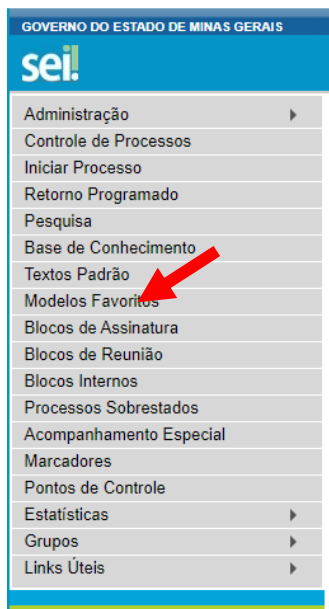 GOVERNO DO ESTADO DE MINAS GERAIS
sei!
Administração
Controle de Processos
Iniciar Processo
Retorno Programado
Pesquisa
Base de Conhecimento
Textos Padrão
Modelos Favoritos
Blocos de Assinatura
Blocos de Reunião
Blocos Internos
Processos Sobrestados
Acompanhamento Especial
Marcadores
Pontos de Controle
Estatísticas
Grupos
Links Úteis